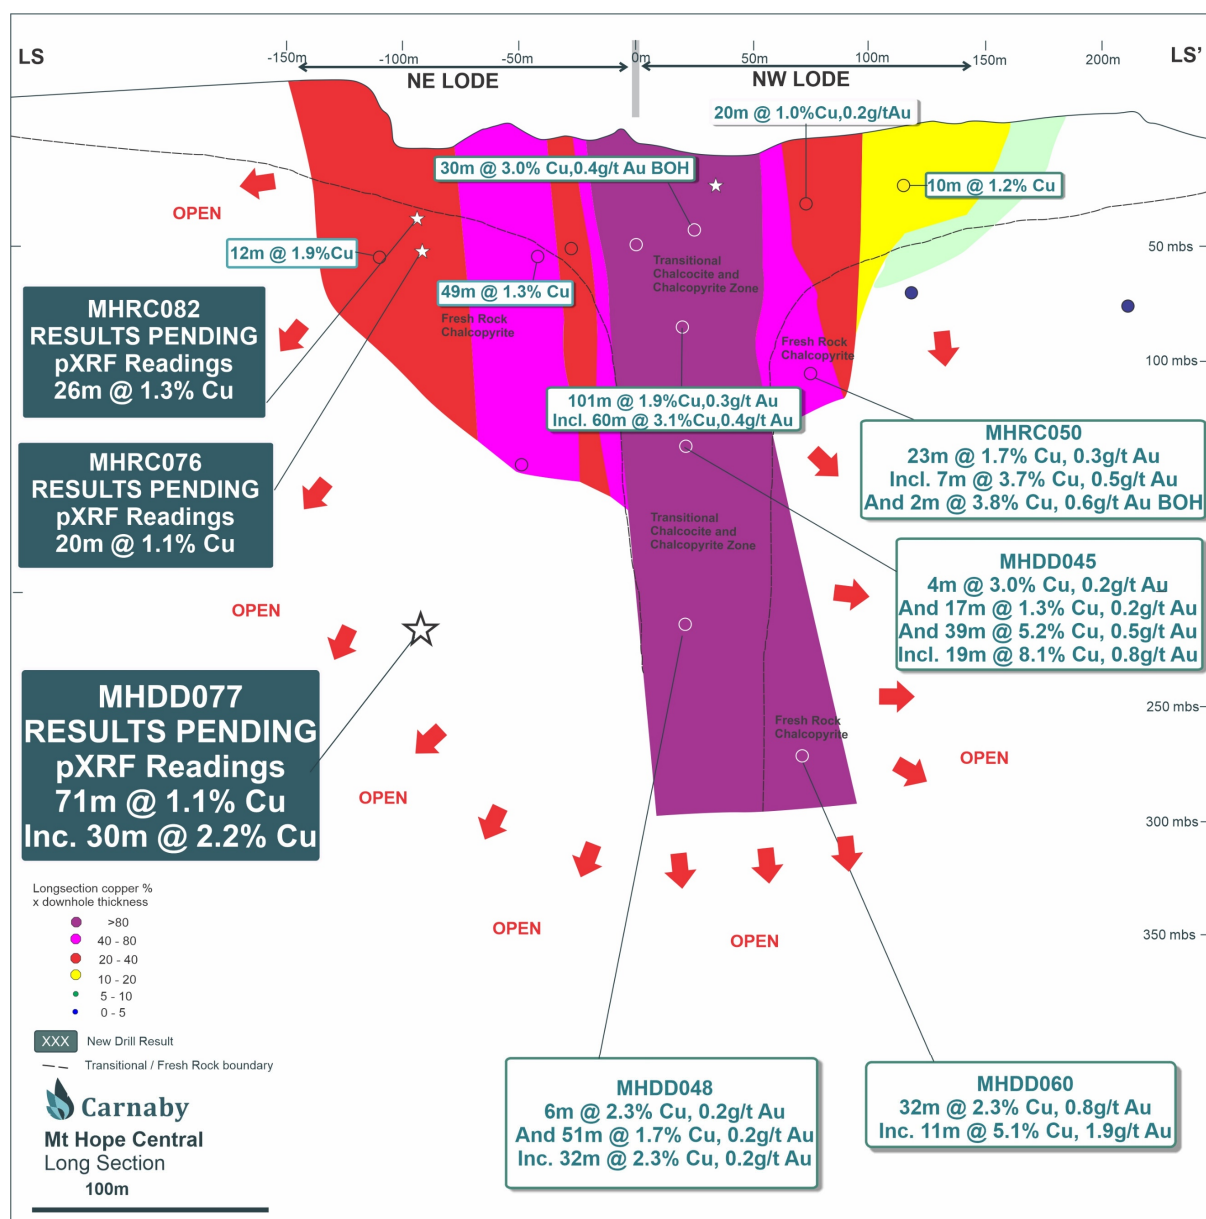 LS
-150m
-100m
-50m
0m
50m
100m
150m
200m
LS'
NE LODE
NW LODE
20m @ 1.0%Cu,0.2g/tAu
30m @ 3.0% Cu,0.4g/t Au BOH
10m @ 1.2% Cu
OPEN
12m @ 1.9%Cu
50 mbs
Transitional
Chalcocite and
Chalcopyrite Zone
49m @ 1.3% Cu
Fresh Rock
Chalcopyrite
MHRC082
RESULTS PENDING
pXRF Readings
26m @ 1.3% Cu
Fresh Rock
Chalcopyrite
100 mbs
101m @ 1.9%Cu,0.3g/t Au
Incl. 60m @ 3.1%Cu,0.4g/t Au
MHRC050
23m @ 1.7% Cu, 0.3g/t Au
Incl. 7m @ 3.7% Cu, 0.5g/t Au
And 2m @ 3.8% Cu, 0.6g/t Au BOH
MHRC076
RESULTS PENDING
pXRF Readings
20m @ 1.1% Cu
Transitional
Chalcocite and
Chalcopyrite Zone
MHDD045
4m @ 3.0% Cu, 0.2g/t Au
And 17m @ 1.3% Cu, 0.2g/t Au
And 39m @ 5.2% Cu, 0.5g/t Au
Incl. 19m @ 8.1% Cu, 0.8g/t Au
OPEN
MHDD077
RESULTS PENDING
pXRF Readings
71m @ 1.1% Cu
Inc. 30m @ 2.2% Cu
250 mbs
Fresh Rock
Chalcopyrite
OPEN
OPEN
300 mbs
Longsection copper %
x downhole thickness
>80
40 - 80
20 - 40
10 - 20
5 - 10
0 - 5
OPEN
OPEN
350 mbs
XXX New Drill Result
Transitional / Fresh Rock boundary
Carnaby
Mt Hope Central
Long Section
100m
MHDD048
6m @ 2.3% Cu, 0.2g/t Au
And 51m @ 1.7% Cu, 0.2g/t Au
Inc. 32m @ 2.3% Cu, 0.2g/t Au
MHDD060
32m @ 2.3% Cu, 0.8g/t Au
Inc. 11m @ 5.1% Cu, 1.9g/t Au